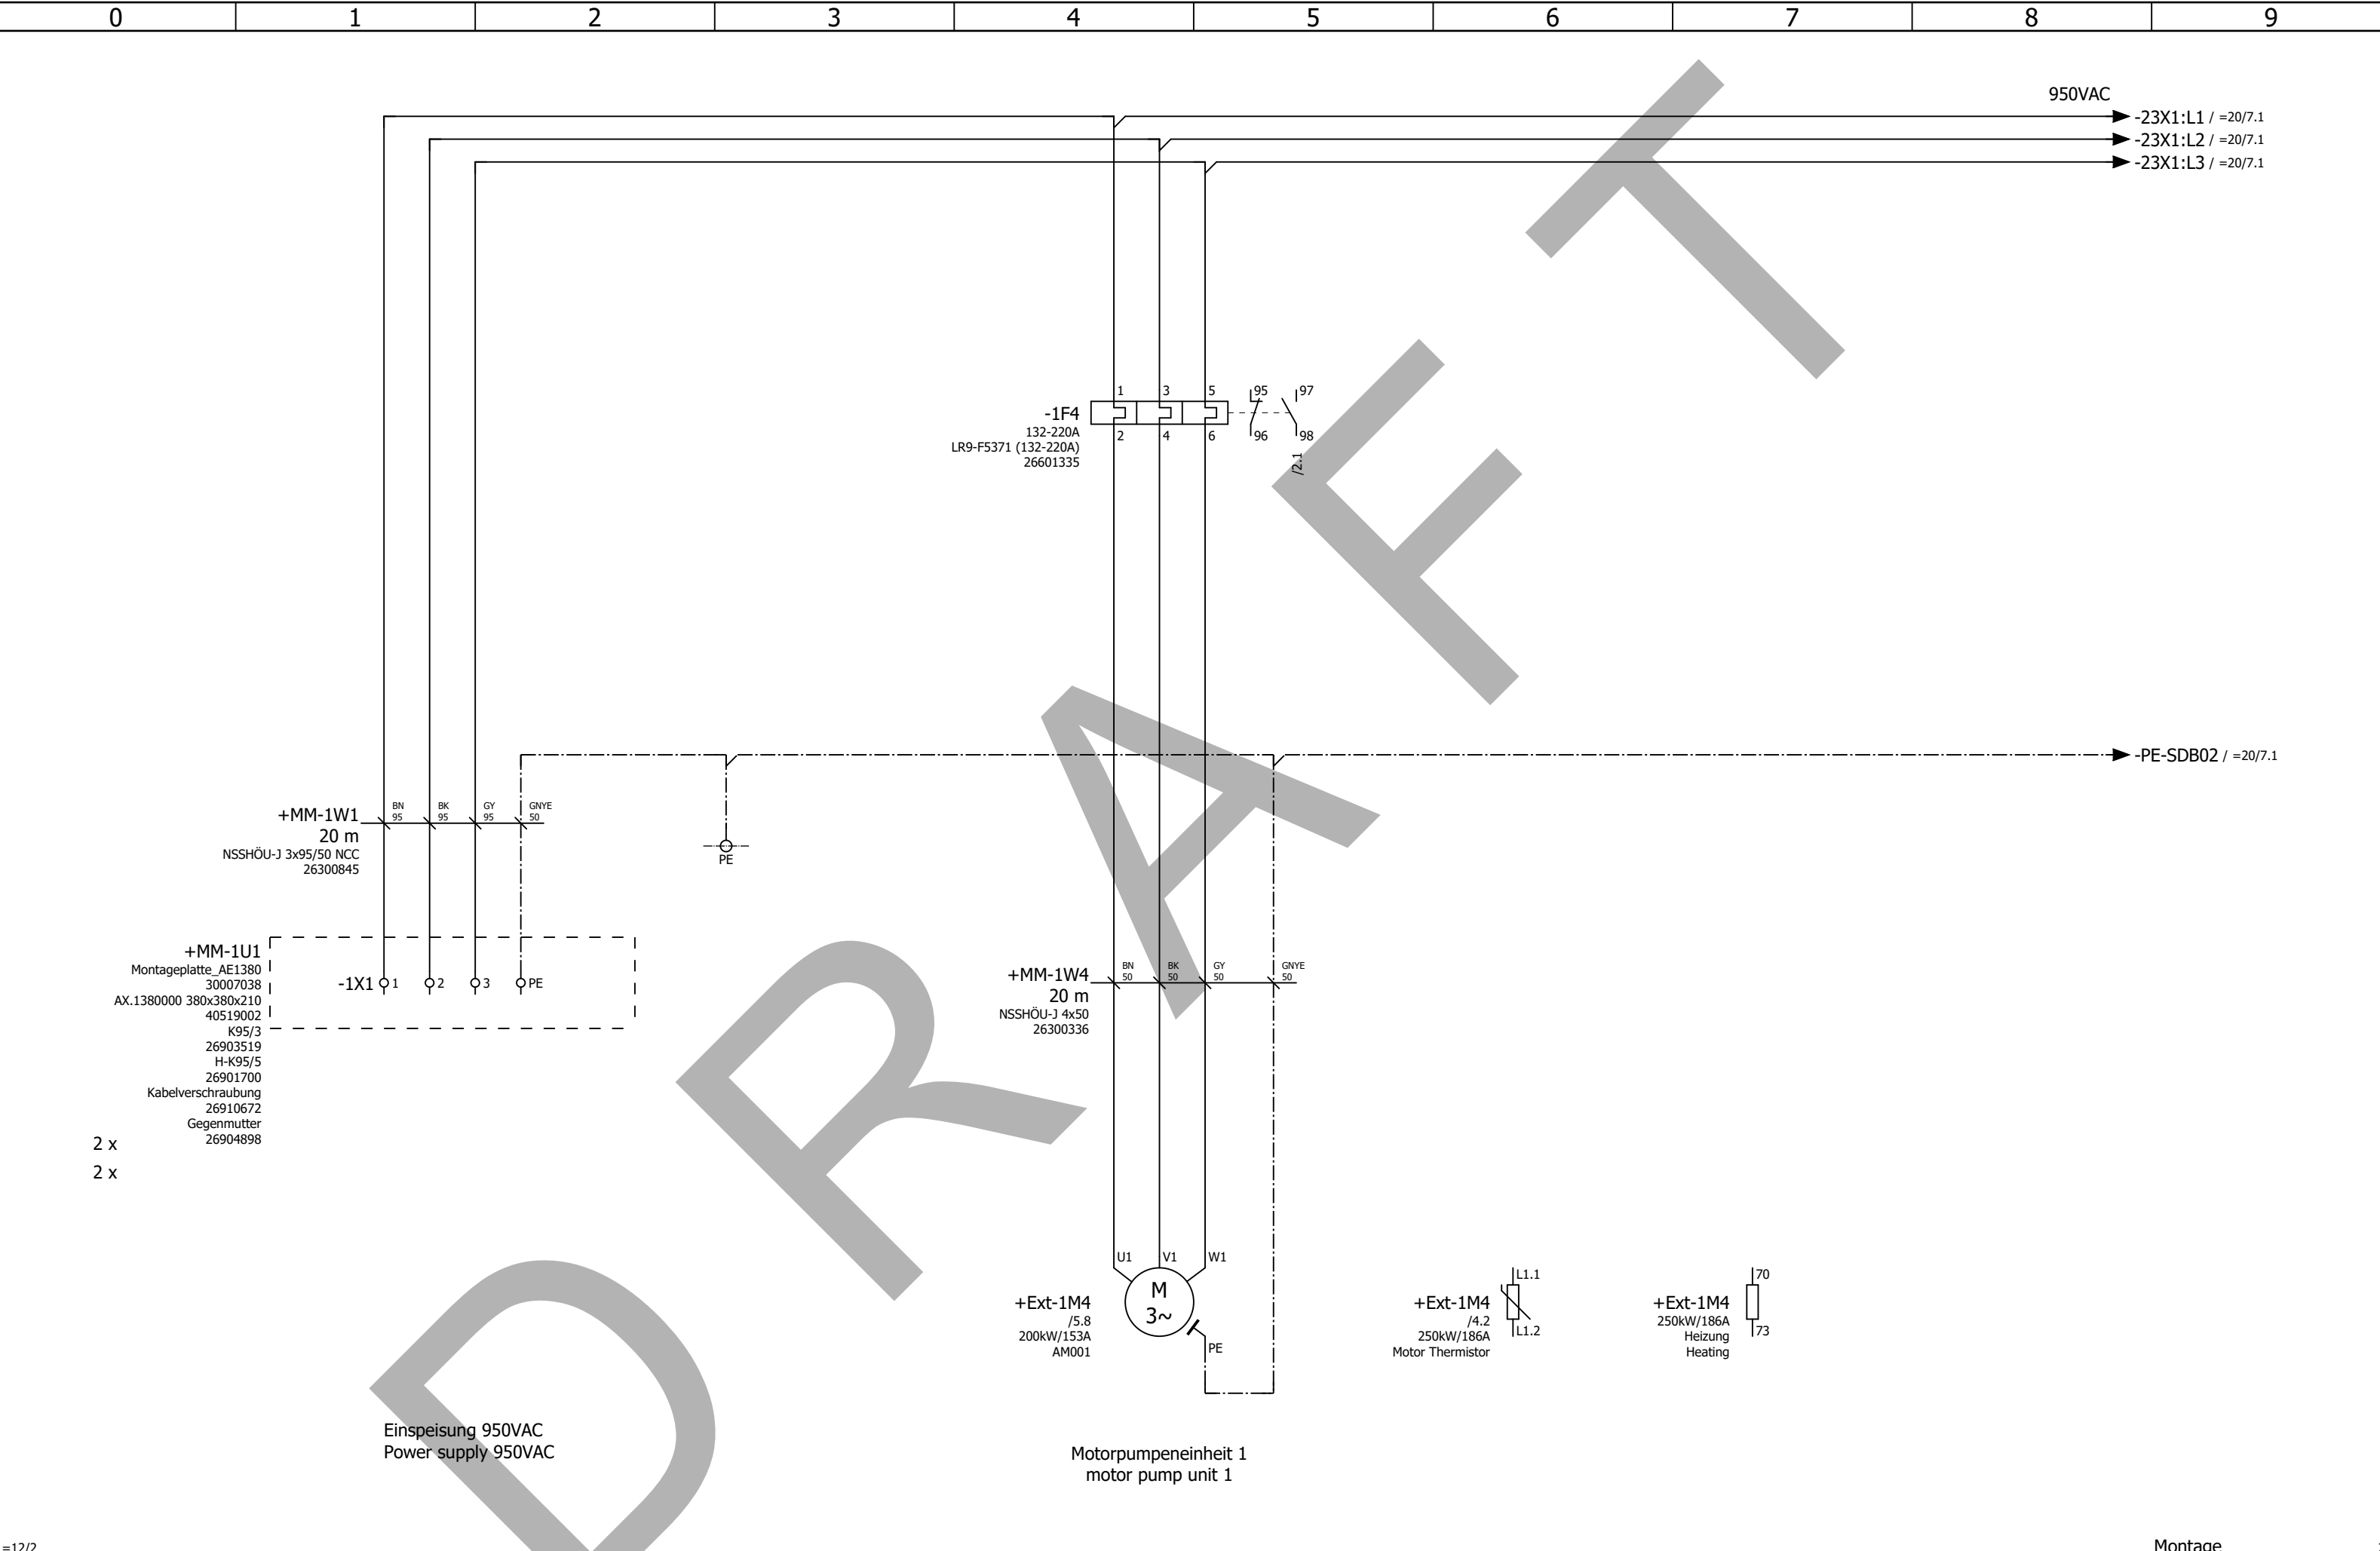 0 1 2 3 4 5 6 7 8 9
950VAC
-23X1:L1 / =20/7.1
-23X1:L2 / =20/7.1
-23X1:L3 / =20/7.1
1 3 5 95 97
-1F4
132-220A
LR9-F5371 (132-220A)
26601335
2 4 6 96 98
/2.1
-PE-SDB02 / =20/7.1
+MM-1W1
20 m
NSSHÖU-J 3x95/50 NCC
26300845
BN BK GY GNYE
95 95 95 50
PE
+MM-1U1
Montageplatte_AE1380
30007038
AX.1380000 380x380x210
40519002
K95/3
26903519
H-K95/5
26901700
Kabelverschraubung
26910672
Gegenmutter
26904898
2 x
2 x
-1X1 1 2 3 PE
+MM-1W4
20 m
NSSHÖU-J 4x50
26300336
BN BK GY GNYE
50 50 50 50
U1 V1 W1
M
3~
PE
+Ext-1M4
/5.8
200kW/153A
AM001
+Ext-1M4
/4.2
250kW/186A
Motor Thermistor
L1.1
L1.2
+Ext-1M4
250kW/186A
Heizung
Heating
70
73
Einspeisung 950VAC
Power supply 950VAC
Motorpumpeneinheit 1
motor pump unit 1
=12/2
Montage
DRAFT